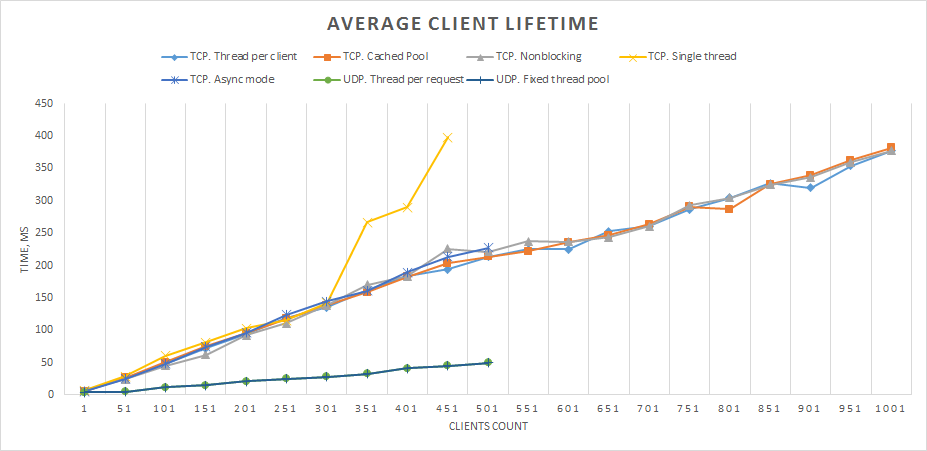 AVERAGE CLIENT LIFETIME
TCP. Thread per client TCP. Cached Pool TCP. Nonblocking TCP. Single thread
TCP. Async mode UDP. Thread per request UDP. Fixed thread pool
450
400
350
300
250
200
150
100
50
0
TIME, MS
1 51 101 151 201 251 301 351 401 451 501 551 601 651 701 751 801 851 901 951 1001
CLIENTS COUNT